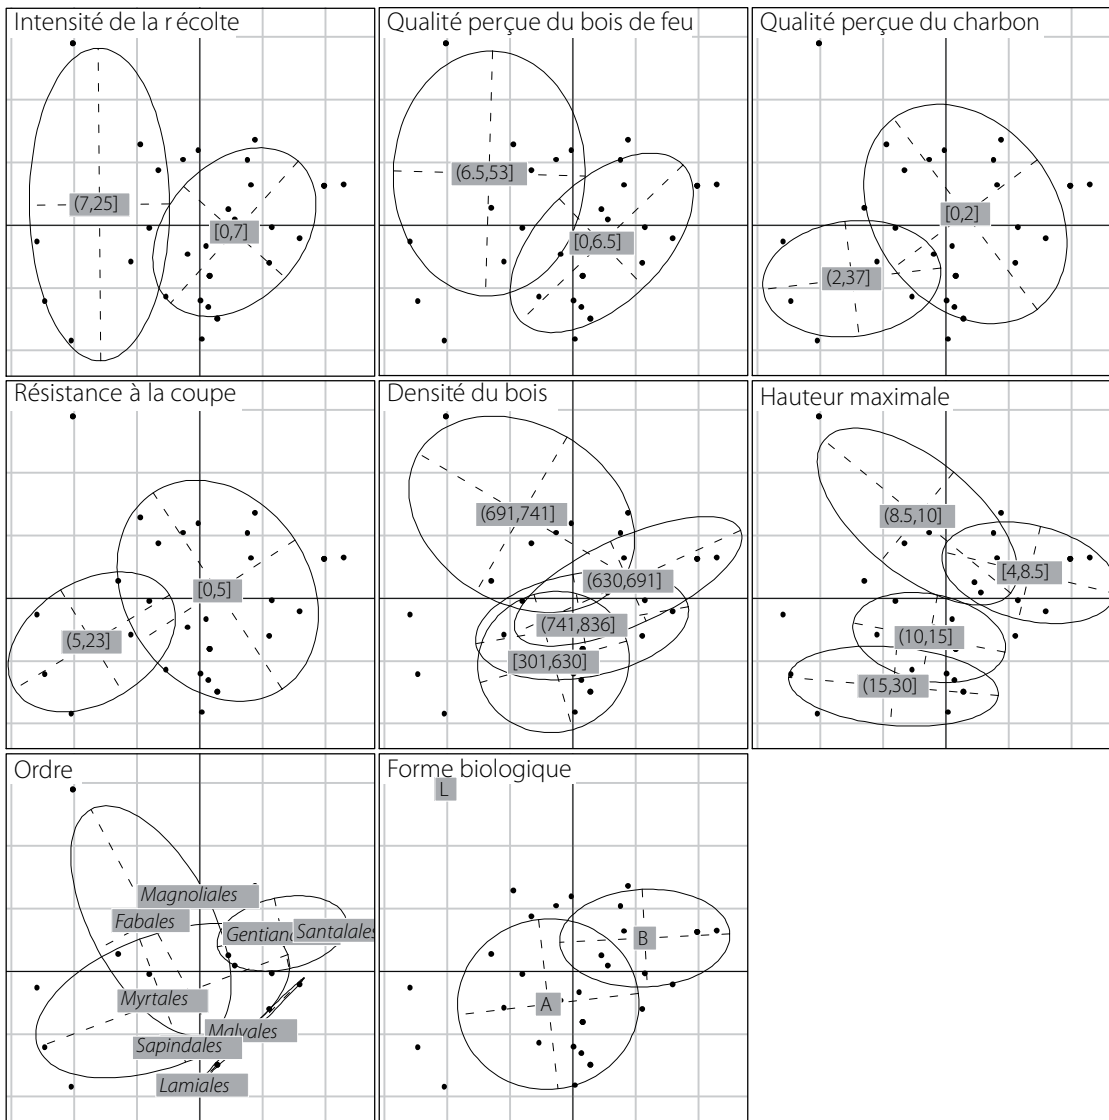 Intensité de la récolte
(7,25]
[0,7]
Qualité perçue du bois de feu
(6.5,53]
[0,6.5]
Qualité perçue du charbon
[0,2]
(2,37]
Résistance à la coupe
[0,5]
(5,23]
Densité du bois
(691,741]
(630,691]
(741,836]
[301,630]
Hauteur maximale
(8.5,10]
[4,8.5]
(10,15]
(15,30]
Ordre
Magnoliales
Fabales
Gentiana
Santalales
Myrtales
Malvales
Sapindales
Lamiales
Forme biologique
L
B
A